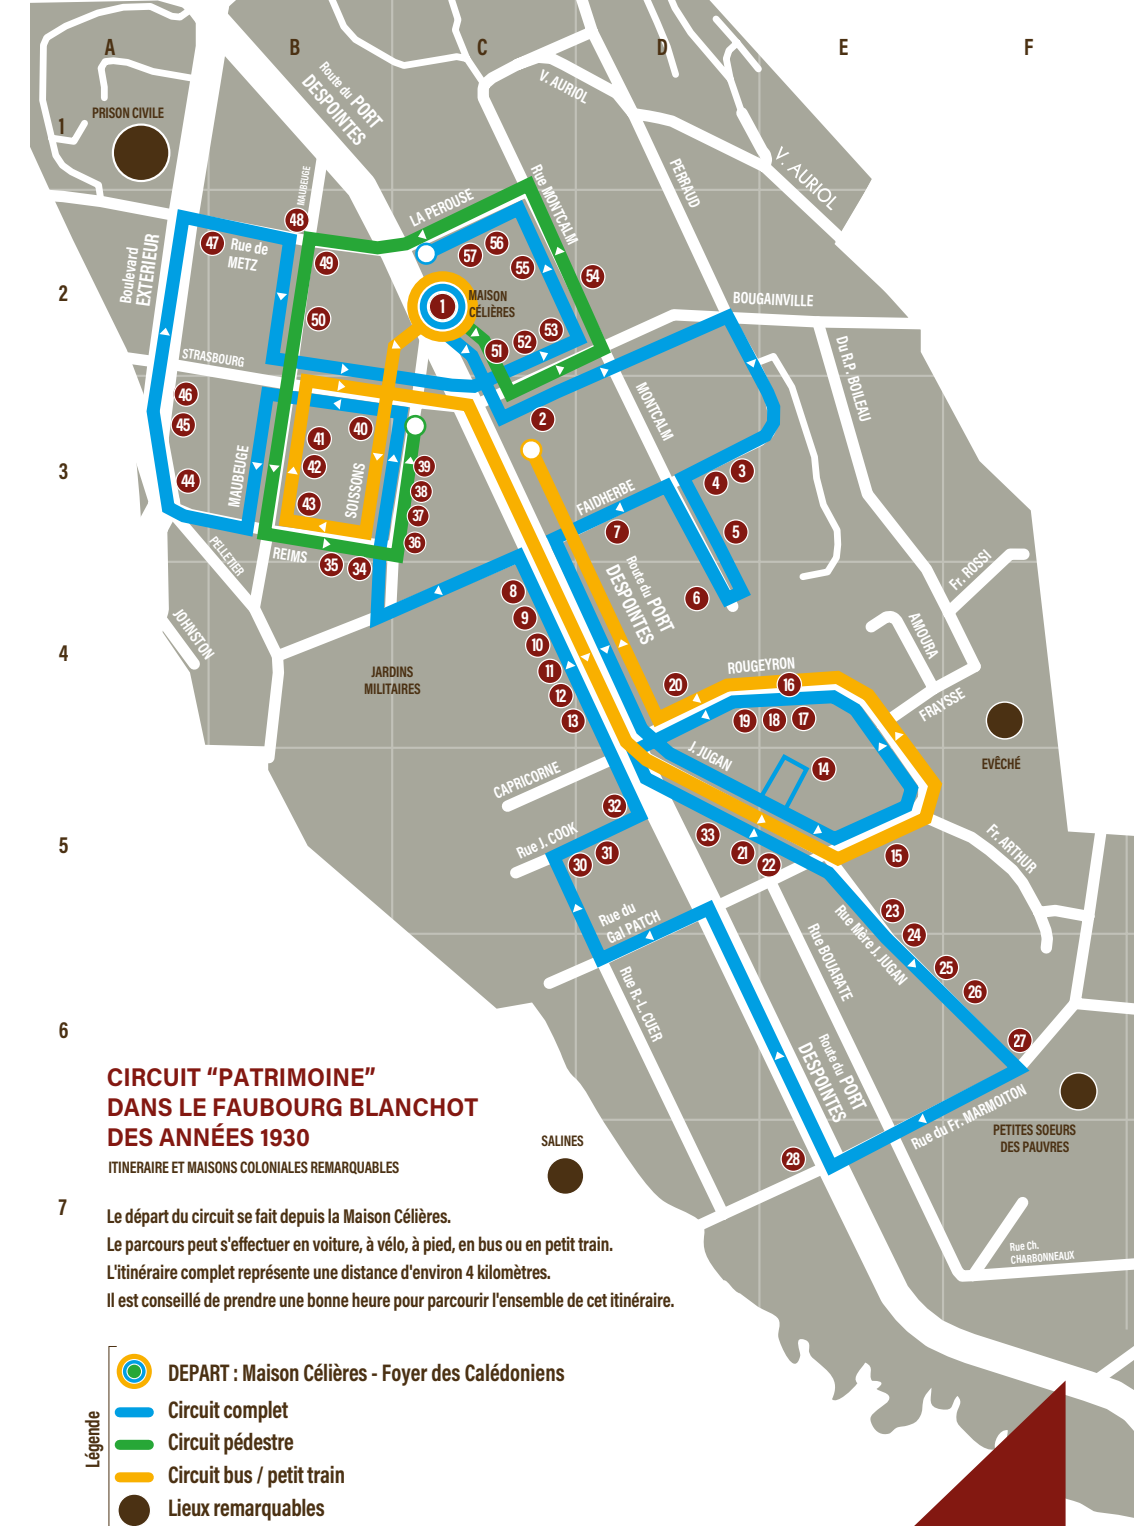 A
B
C
D
E
F
1
2
3
4
5
6
7
PRISON CIVILE
Route du PORT
DESPOINTES
V. AURIOL
V. AURIOL
PERRAUD
MAUBEUGE
LA PEROUSE
Rue MONTCALM
48
47
Rue de
METZ
49
57
56
55
54
Boulevard
EXTERIEUR
50
1
MAISON
CÉLIÈRES
BOUGAINVILLE
51
52
53
STRASBOURG
Du R.P. BOILEAU
46
45
44
MAUBEUGE
41
42
43
40
SOISSONS
39
38
37
36
2
MONTCALM
3
4
5
6
FAIDHERBE
7
PELLETIER
REIMS
35
34
JOHNSTON
Route du PORT
DESPOINTES
Fr. ROSSI
AMOURA
FRAYSSE
8
9
10
11
12
13
JARDINS
MILITAIRES
20
ROUGEYRON
16
19
18
17
J. JUGAN
14
EVÊCHÉ
CAPRICORNE
32
Rue J. COOK
30
31
33
21
22
15
Fr. ARTHUR
Rue du
Gal PATCH
Rue Mère J. JUGAN
23
24
25
26
27
Rue BOUARATE
Rue R.-L. CUER
Route du PORT
DESPOINTES
Rue du Fr. MARMOITON
PETITES SOEURS
DES PAUVRES
28
SALINES
Rue Ch.
CHARBONNEAUX
CIRCUIT “PATRIMOINE”
DANS LE FAUBOURG BLANCHOT
DES ANNÉES 1930
ITINERAIRE ET MAISONS COLONIALES REMARQUABLES
Le départ du circuit se fait depuis la Maison Célières.
Le parcours peut s'effectuer en voiture, à vélo, à pied, en bus ou en petit train.
L'itinéraire complet représente une distance d'environ 4 kilomètres.
Il est conseillé de prendre une bonne heure pour parcourir l'ensemble de cet itinéraire.
Légende
DEPART : Maison Célières - Foyer des Calédoniens
Circuit complet
Circuit pédestre
Circuit bus / petit train
Lieux remarquables